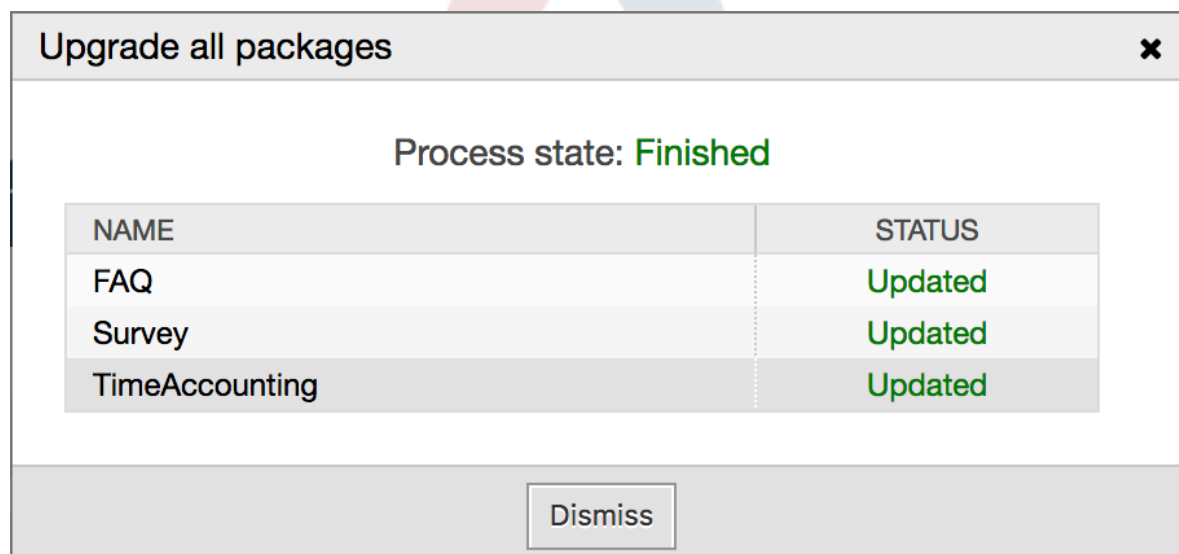 Upgrade all packages
Process state: Finished
NAME STATUS
FAQ Updated
Survey Updated
TimeAccounting Updated
Dismiss